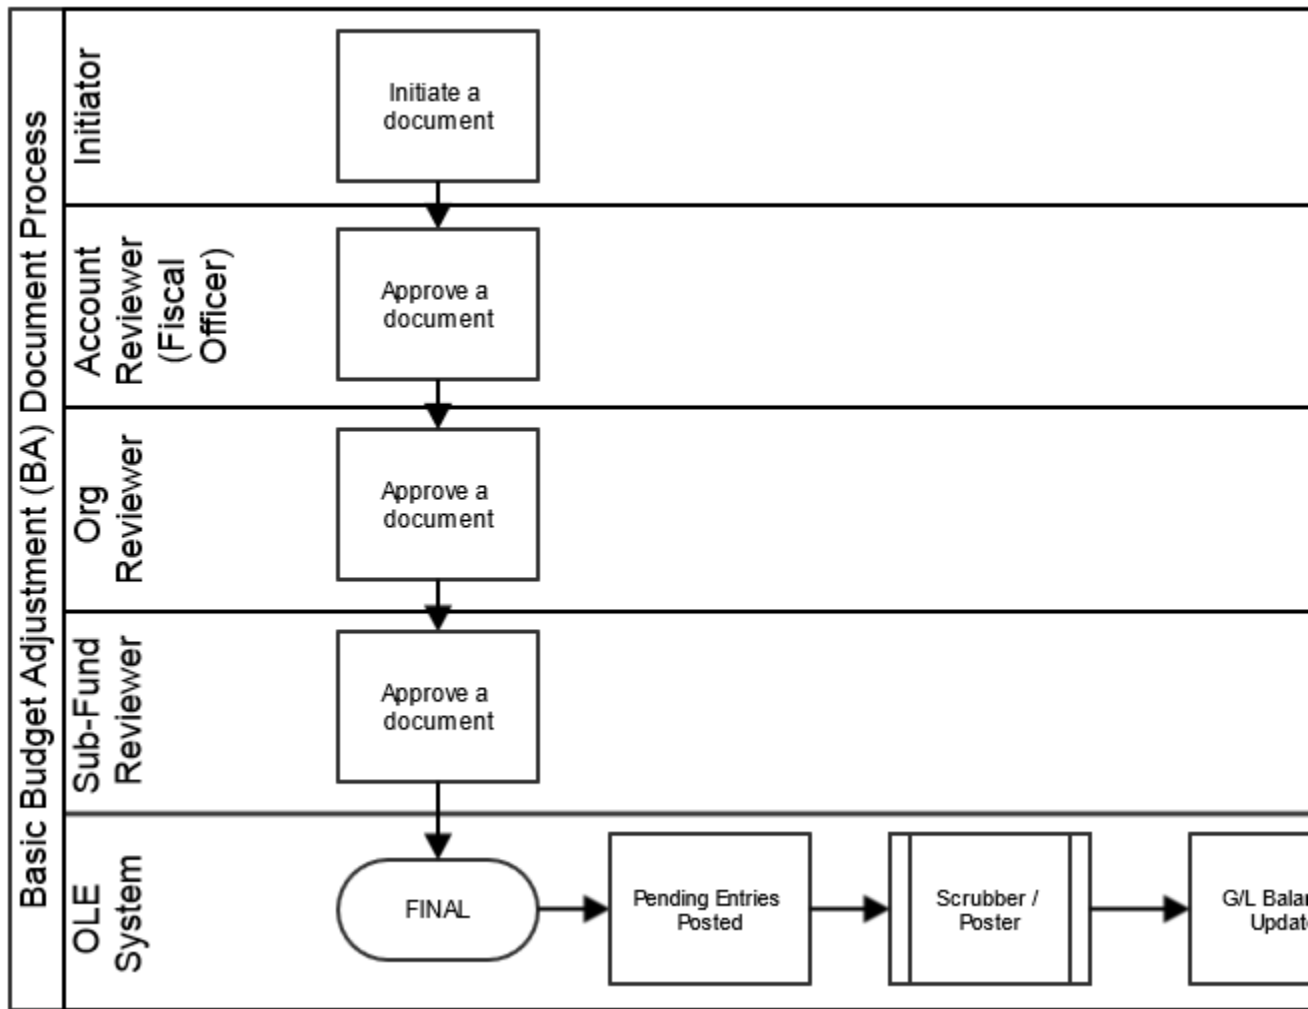 Basic Budget Adjustment (BA) Document Process
Initiator
Initiate a
document
Account
Reviewer
(Fiscal
Officer)
Approve a
document
Org
Reviewer
Approve a
document
Sub-Fund
Reviewer
Approve a
document
OLE
System
FINAL
Pending Entries
Posted
Scrubber /
Poster
G/L